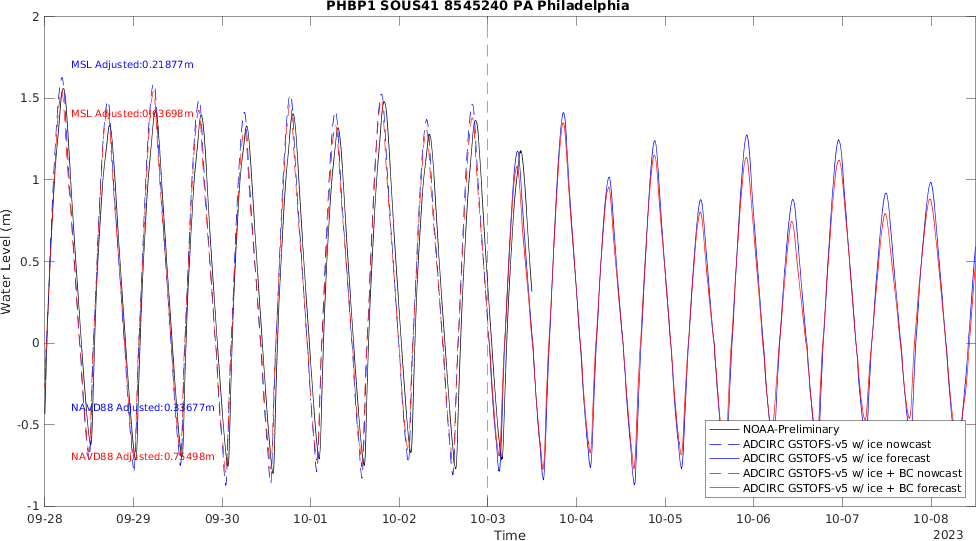 PHBP1 SOUS41 8545240 PA Philadelphia
2
1.5
1
0.5
0
-0.5
-1
Water Level (m)
MSL Adjusted:0.21877m
MSL Adjusted:0.63698m
NAVD88 Adjusted:0.33677m
NAVD88 Adjusted:0.75498m
NOAA-Preliminary
ADCIRC GSTOFS-v5 w/ ice nowcast
ADCIRC GSTOFS-v5 w/ ice forecast
ADCIRC GSTOFS-v5 w/ ice + BC nowcast
ADCIRC GSTOFS-v5 w/ ice + BC forecast
09-28 09-29 09-30 10-01 10-02 10-03 10-04 10-05 10-06 10-07 10-08
Time
2023